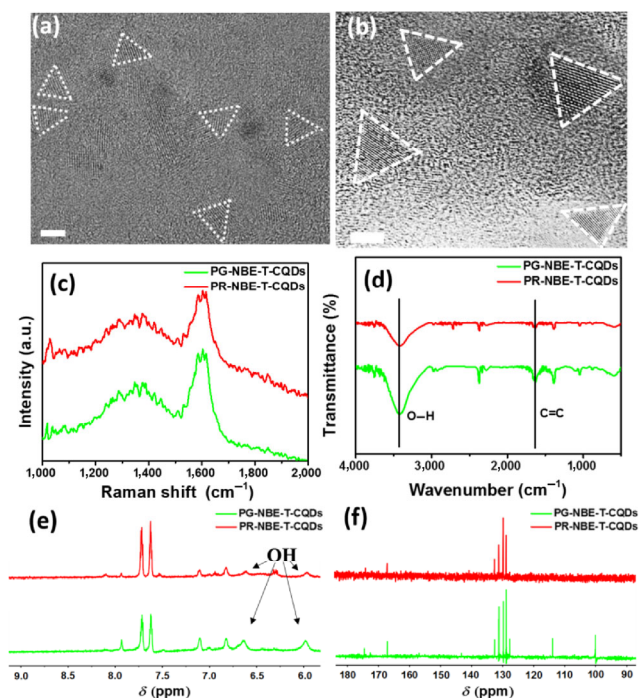 (a)
(b)
(c)
PG-NBE-T-CQDs
PR-NBE-T-CQDs
Intensity (a.u.)
1,000 1,200 1,400 1,600 1,800 2,000
Raman shift (cm⁻¹)
(d)
PG-NBE-T-CQDs
PR-NBE-T-CQDs
Transmittance (%)
O–H
C=C
4,000 3,000 2,000 1,000
Wavenumber (cm⁻¹)
(e)
PG-NBE-T-CQDs
PR-NBE-T-CQDs
OH
9.0 8.5 8.0 7.5 7.0 6.5 6.0
δ (ppm)
(f)
PG-NBE-T-CQDs
PR-NBE-T-CQDs
180 170 160 150 140 130 120 110 100 90
δ (ppm)